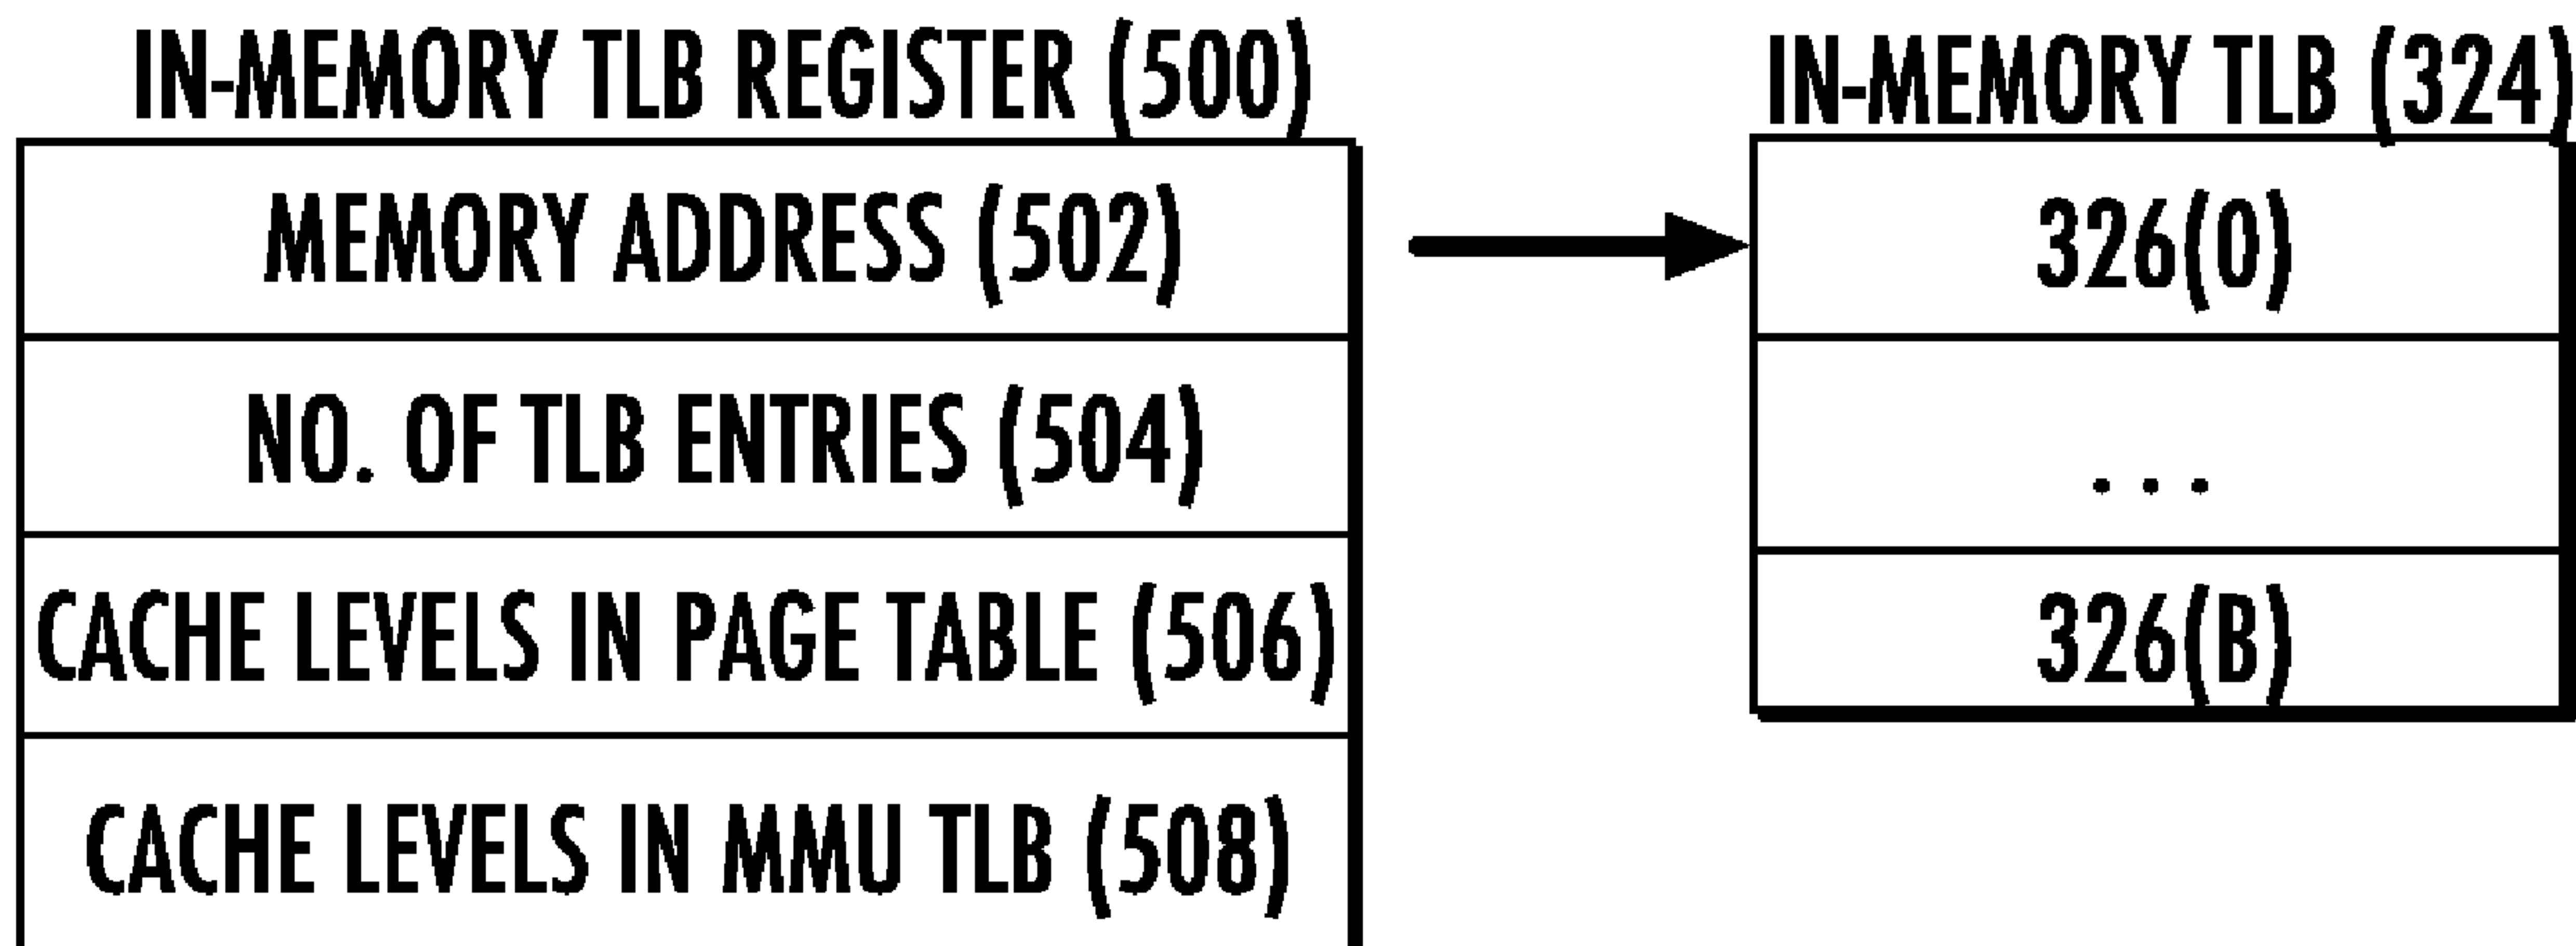 IN-MEMORY TLB REGISTER (500)
MEMORY ADDRESS (502)
NO. OF TLB ENTRIES (504)
CACHE LEVELS IN PAGE TABLE (506)
CACHE LEVELS IN MMU TLB (508)
IN-MEMORY TLB (324)
326(0)
. . .
326(B)